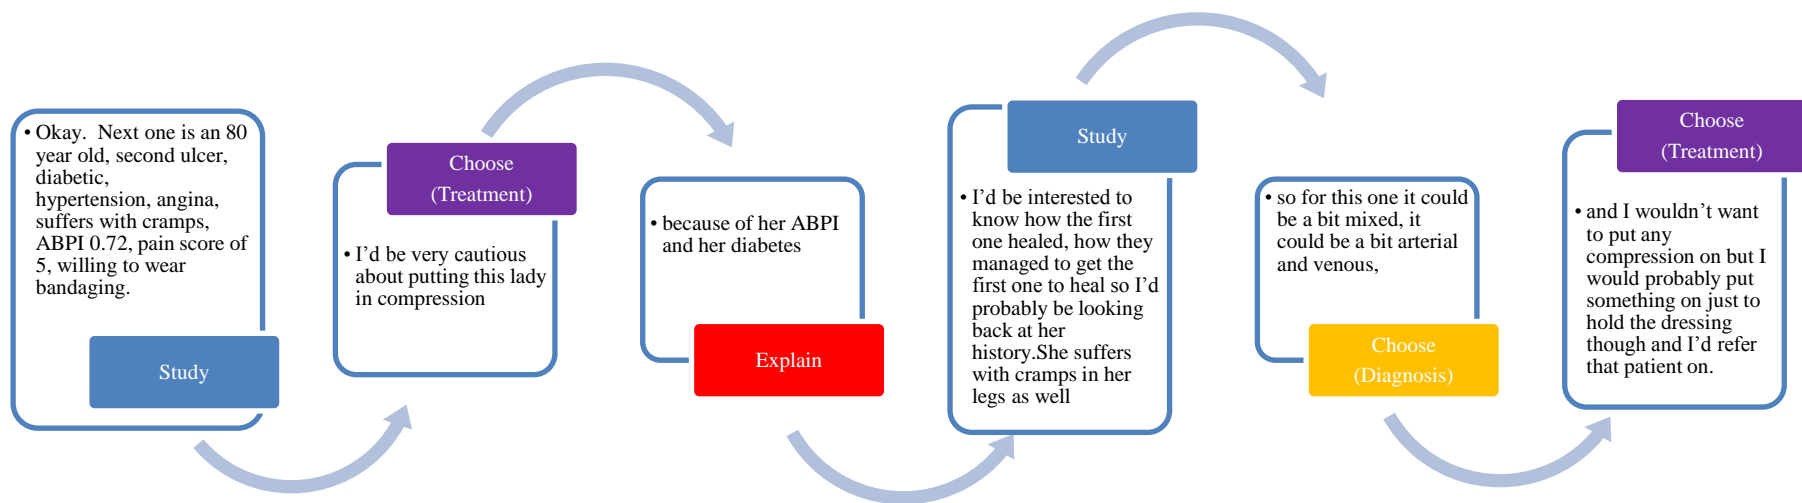 • Okay.  Next one is an 80
year old, second ulcer,
diabetic,
hypertension, angina,
suffers with cramps,
ABPI 0.72, pain score of
5, willing to wear
bandaging.
Study
Choose
(Treatment)
• I’d be very cautious
about putting this lady
in compression
• because of her ABPI
and her diabetes
Explain
Study
• I’d be interested to
know how the first
one healed, how they
managed to get the
first one to heal so I’d
probably be looking
back at her
history.She suffers
with cramps in her
legs as well
• so for this one it could
be a bit mixed, it
could be a bit arterial
and venous,
Choose
(Diagnosis)
Choose
(Treatment)
• and I wouldn’t want
to put any
compression on but I
would probably put
something on just to
hold the dressing
though and I’d refer
that patient on.